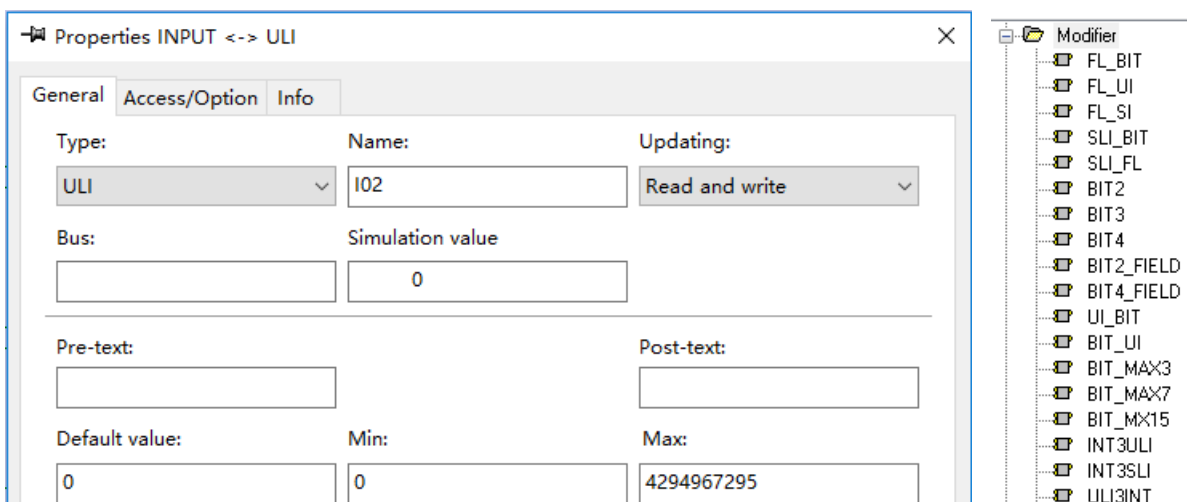 Properties INPUT <-> ULI
General Access/Option Info
Type: Name: Updating:
ULI I02 Read and write
Bus: Simulation value
0
Pre-text: Post-text:
Default value: Min: Max:
0 0 4294967295
Modifier
FL_BIT
FL_UI
FL_SI
SLI_BIT
SLI_FL
BIT2
BIT3
BIT4
BIT2_FIELD
BIT4_FIELD
UI_BIT
BIT_UI
BIT_MAX3
BIT_MAX7
BIT_MX15
INT3ULI
INT3SLI
ULI3INT